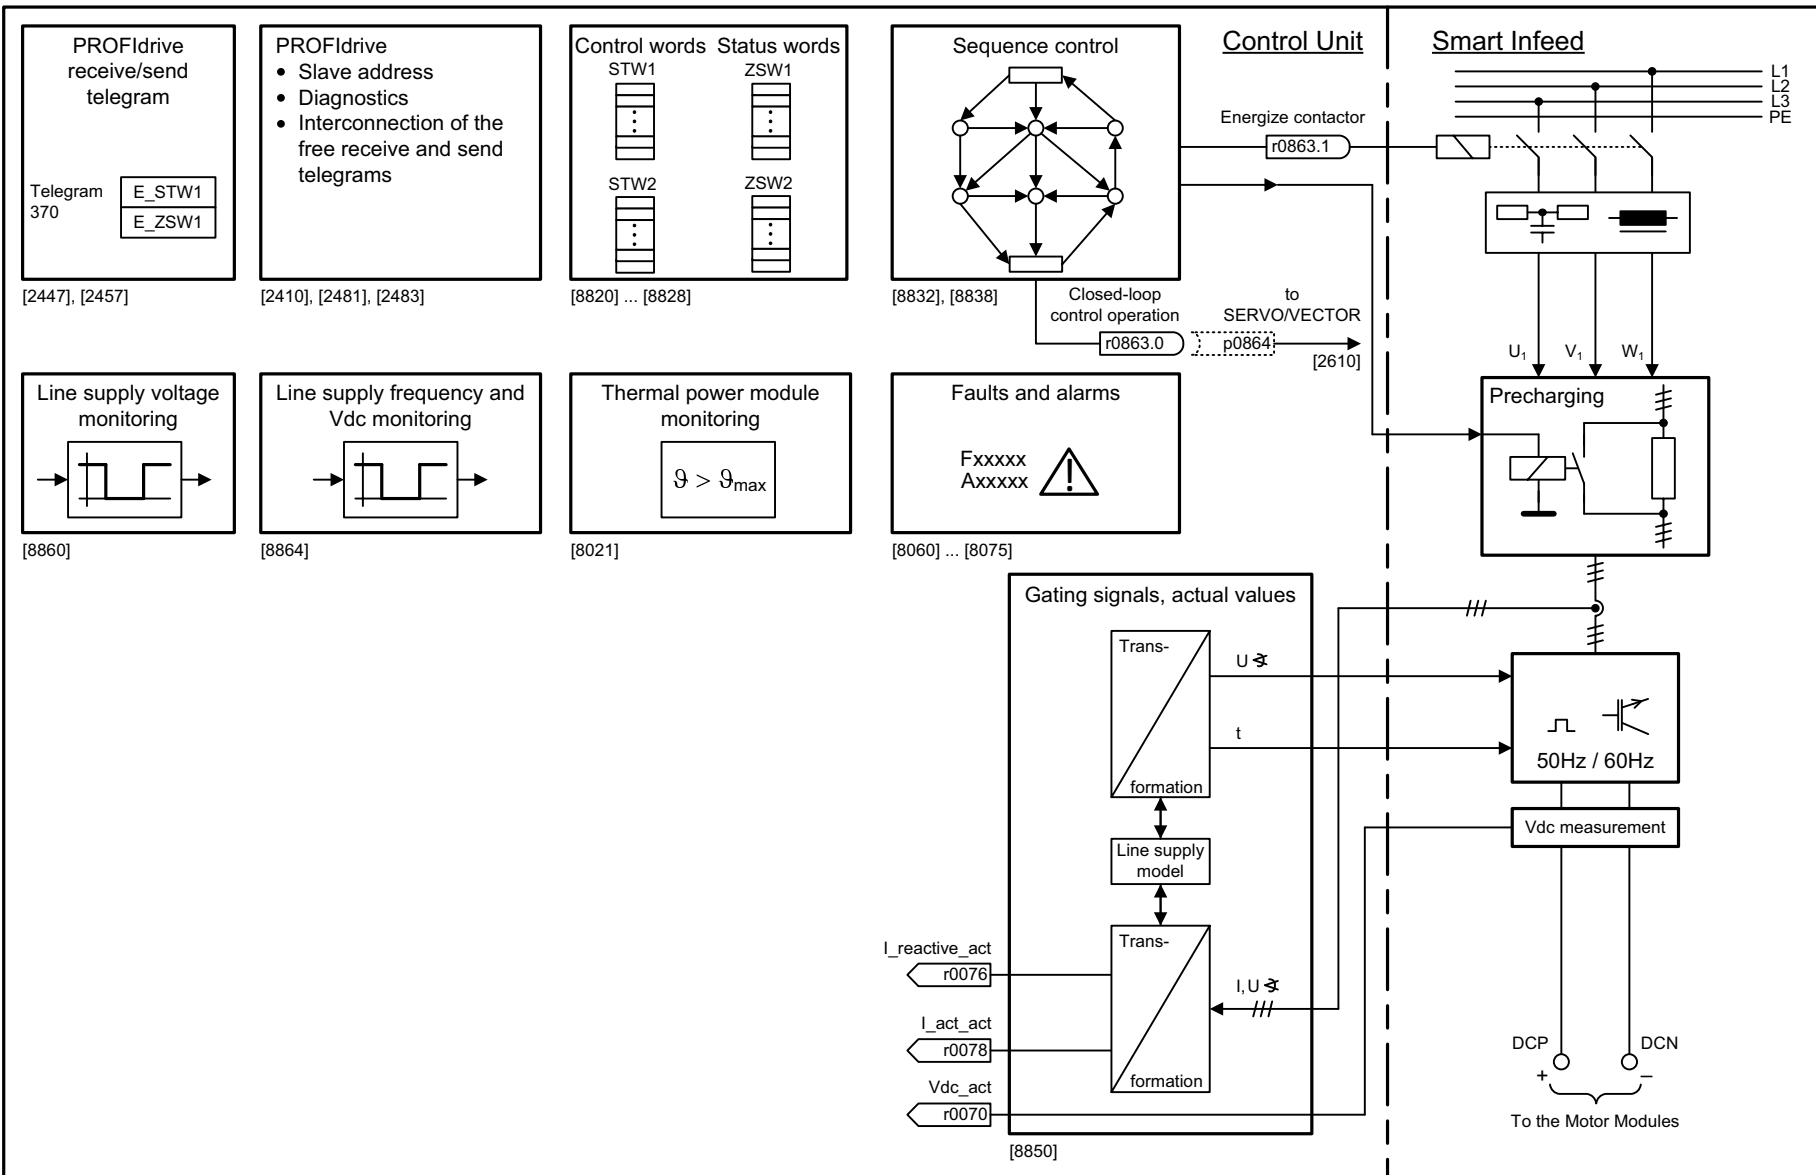 PROFIdrive
receive/send
telegram
Telegram
370
E_STW1
E_ZSW1
[2447], [2457]
PROFIdrive
• Slave address
• Diagnostics
• Interconnection of the
free receive and send
telegrams
[2410], [2481], [2483]
Control words Status words
STW1 ZSW1
STW2 ZSW2
[8820] ... [8828]
Sequence control
[8832], [8838]
Control Unit
Smart Infeed
L1
L2
L3
PE
Energize contactor
r0863.1
Closed-loop
control operation
r0863.0
to
SERVO/VECTOR
p0864
[2610]
U₁ V₁ W₁
Line supply voltage
monitoring
[8860]
Line supply frequency and
Vdc monitoring
[8864]
Thermal power module
monitoring
ϑ > ϑmax
[8021]
Faults and alarms
Fxxxxx
Axxxxx
!
[8060] ... [8075]
Precharging
Gating signals, actual values
Trans-
formation
U ∢
t
50Hz / 60Hz
Vdc measurement
Line supply
model
Trans-
formation
I, U ∢
I_reactive_act
r0076
I_act_act
r0078
Vdc_act
r0070
[8850]
DCP DCN
+ −
To the Motor Modules